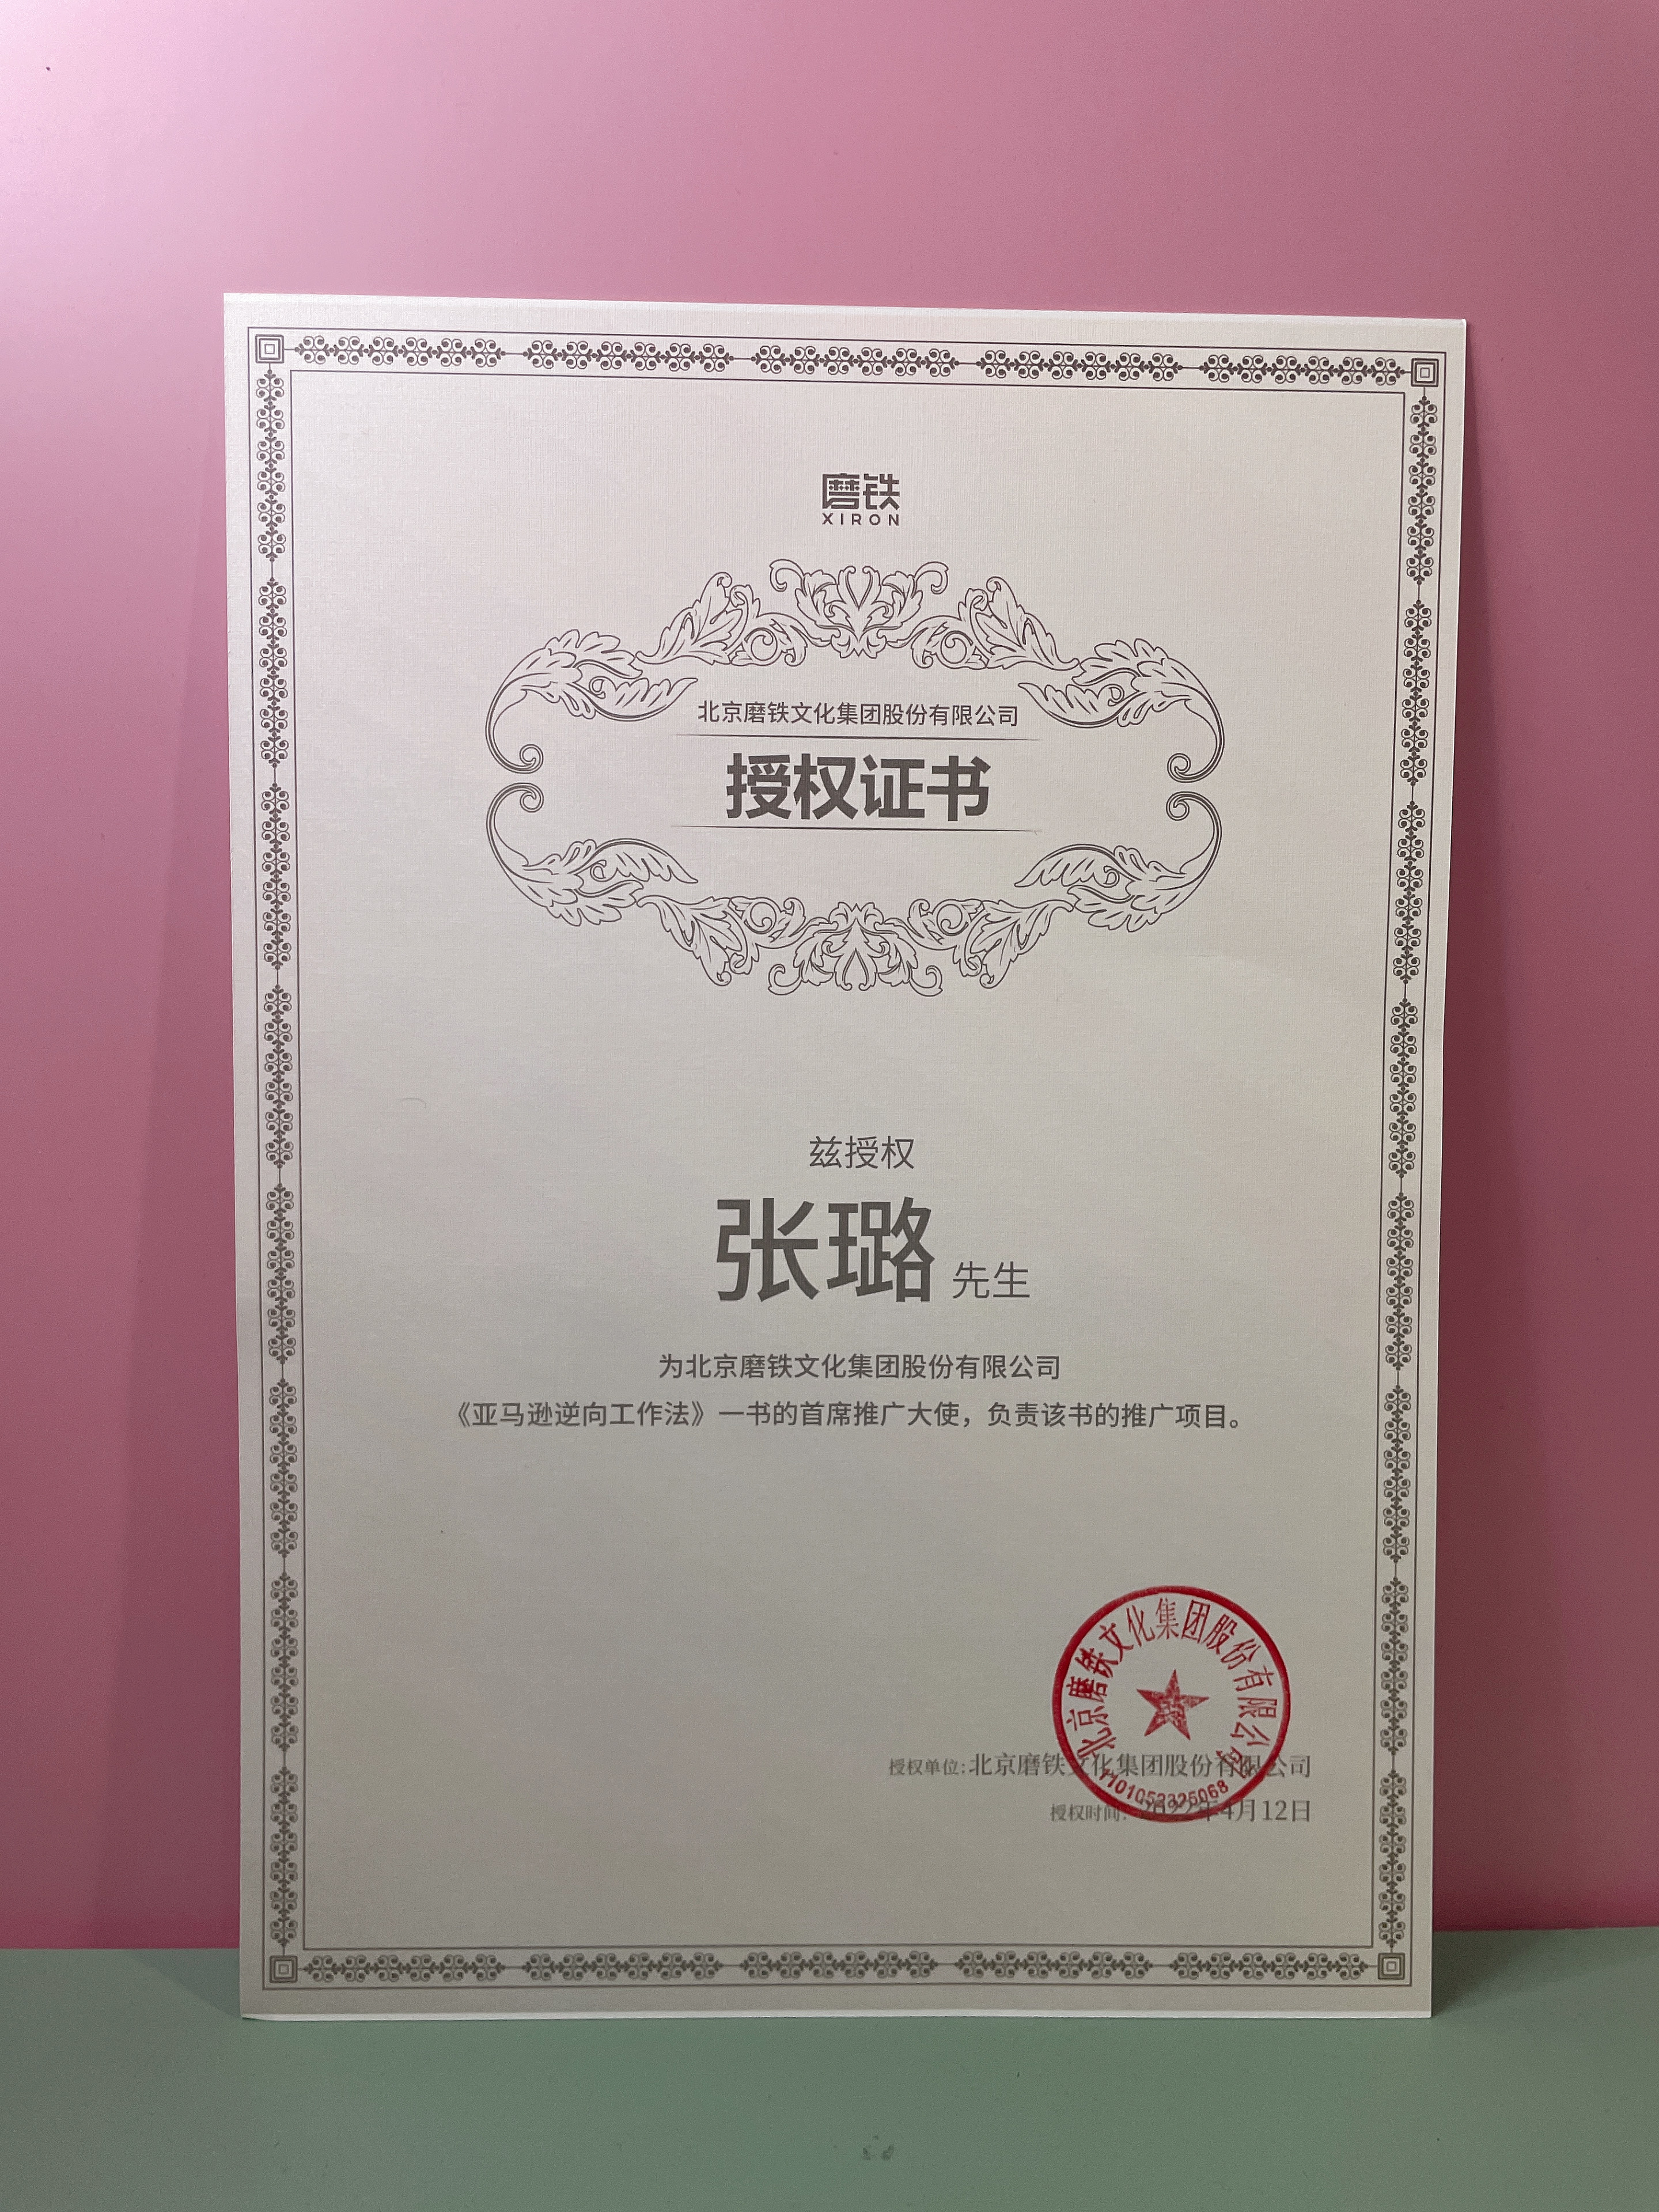 磨铁
XIRON
北京磨铁文化集团股份有限公司
授权证书
兹授权
张璐 先生
为北京磨铁文化集团股份有限公司
《亚马逊逆向工作法》一书的首席推广大使，负责该书的推广项目。
北京磨铁文化集团股份有限公司
授权单位:北京磨铁文化集团股份有限公司
授权时间: 2022年4月12日